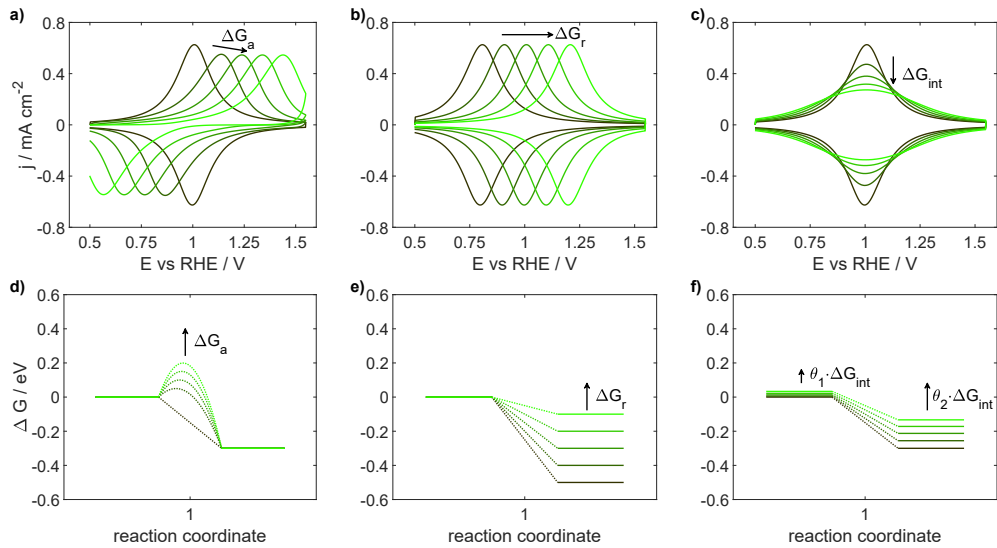 a)
b)
c)
0.8
0.4
0
-0.4
-0.8
j / mA cm⁻²
ΔGₐ
0.5
0.75
1
1.25
1.5
E vs RHE / V
0.8
0.4
0
-0.4
-0.8
ΔGᵣ
0.5
0.75
1
1.25
1.5
E vs RHE / V
0.8
0.4
0
-0.4
-0.8
ΔG_int
0.5
0.75
1
1.25
1.5
E vs RHE / V
d)
e)
f)
0.6
0.4
0.2
0
-0.2
-0.4
-0.6
Δ G / eV
ΔGₐ
1
reaction coordinate
0.6
0.4
0.2
0
-0.2
-0.4
-0.6
ΔGᵣ
1
reaction coordinate
0.6
0.4
0.2
0
-0.2
-0.4
-0.6
θ₁·ΔG_int
θ₂·ΔG_int
1
reaction coordinate